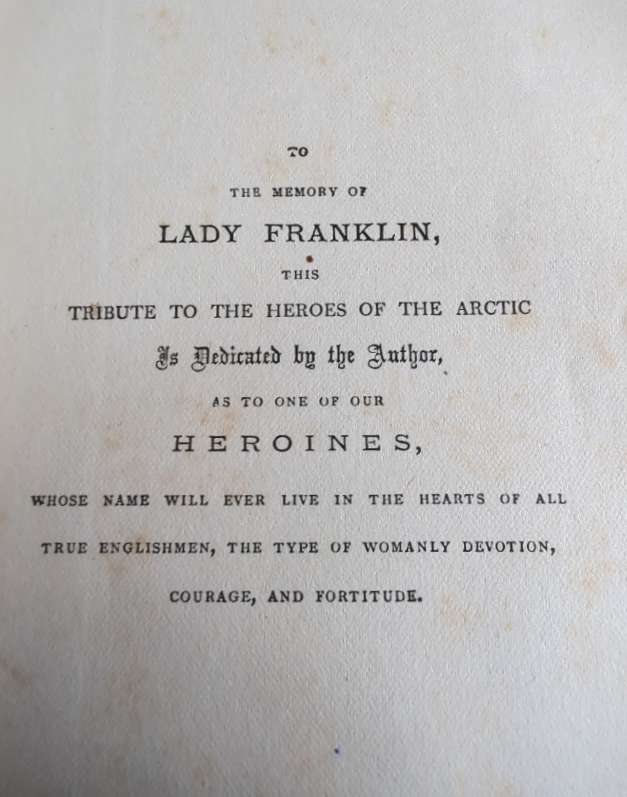 TO
THE MEMORY OF
LADY FRANKLIN,
THIS
TRIBUTE TO THE HEROES OF THE ARCTIC
Is Dedicated by the Author,
AS TO ONE OF OUR
HEROINES,
WHOSE NAME WILL EVER LIVE IN THE HEARTS OF ALL
TRUE ENGLISHMEN, THE TYPE OF WOMANLY DEVOTION,
COURAGE, AND FORTITUDE.